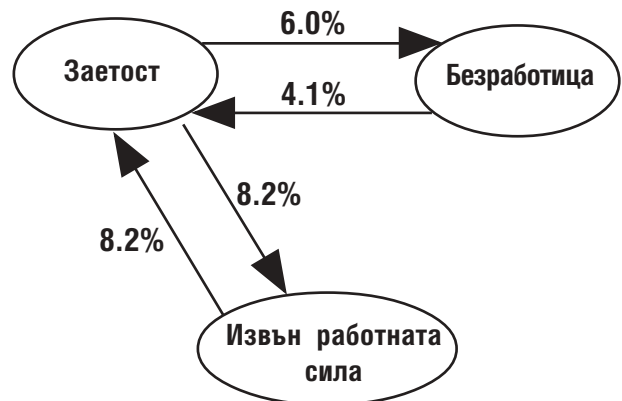 6.0%
Заетост
Безработица
4.1%
8.2%
8.2%
Извън работната
сила